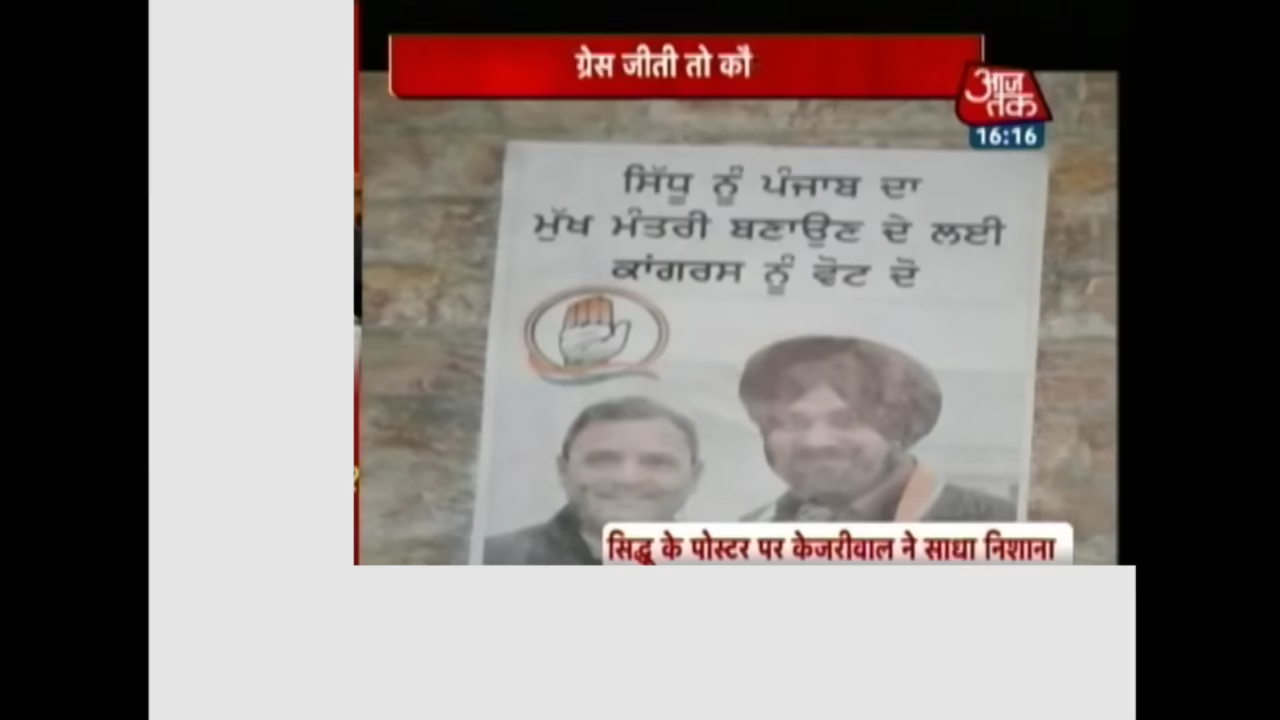 ग्रेस जीती तो कौ
आज
तक
16:16
ਸਿੱਧੂ ਨੂੰ ਪੰਜਾਬ ਦਾ
ਮੁੱਖ ਮੰਤਰੀ ਬਣਾਉਣ ਦੇ ਲਈ
ਕਾਂਗਰਸ ਨੂੰ ਵੋਟ ਦੋ
सिद्धू के पोस्टर पर केजरीवाल ने साधा निशाना